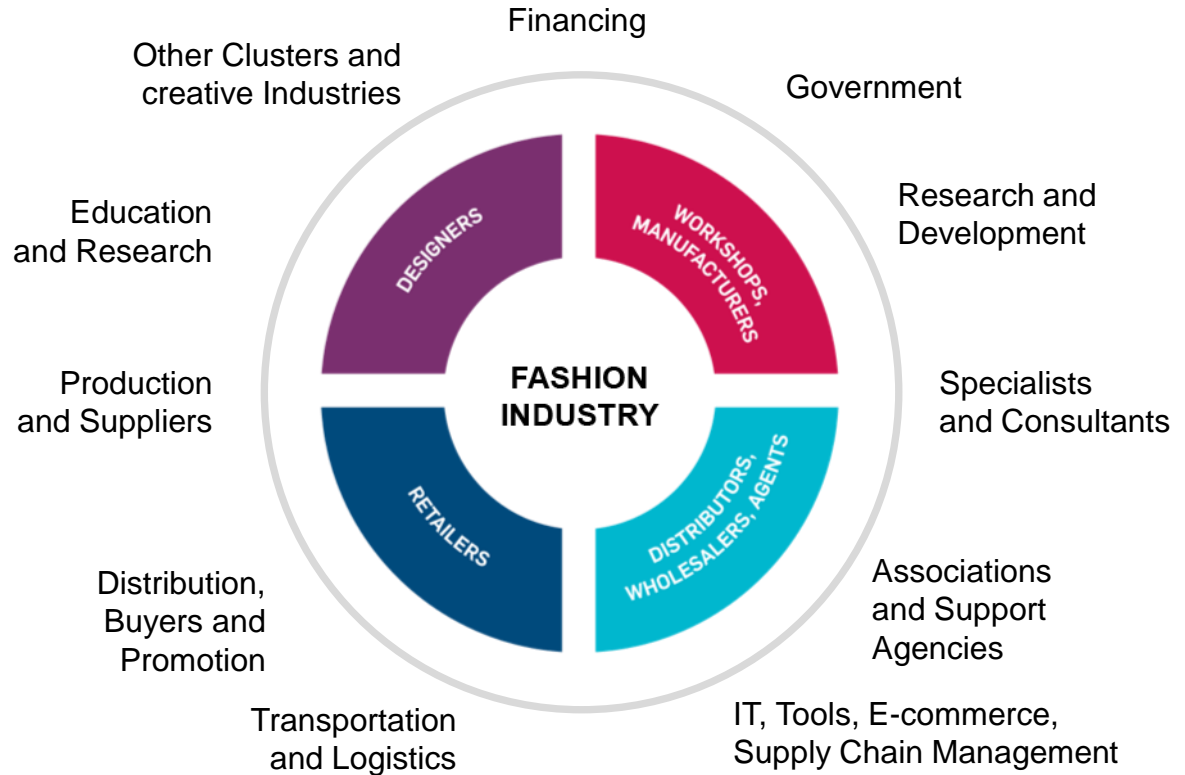 Financing
Other Clusters and
creative Industries
Government
Education
and Research
Research and
Development
DESIGNERS
WORKSHOPS,
MANUFACTURERS
FASHION
INDUSTRY
Production
and Suppliers
Specialists
and Consultants
RETAILERS
DISTRIBUTORS,
WHOLESALERS, AGENTS
Distribution,
Buyers and
Promotion
Associations
and Support
Agencies
Transportation
and Logistics
IT, Tools, E-commerce,
Supply Chain Management